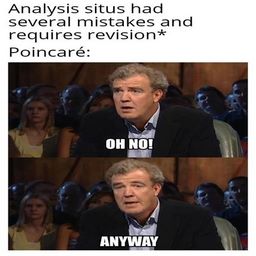 Analysis situs had
several mistakes and
requires revision*
Poincaré:
OH NO!
ANYWAY